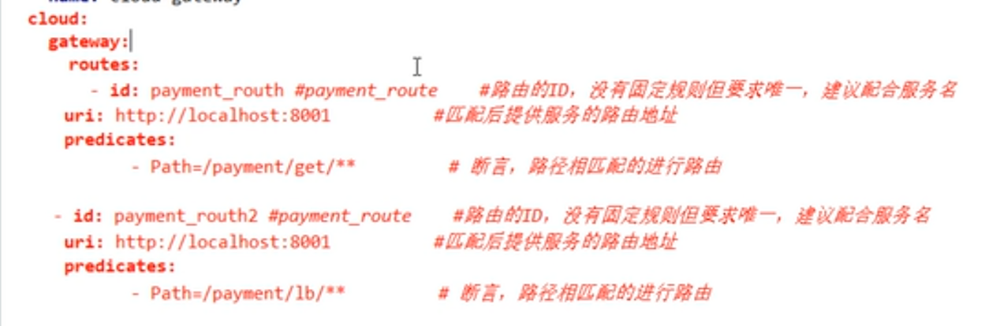 name: cloud-gateway
cloud:
gateway:
routes:
- id: payment_routh #payment_route #路由的ID，没有固定规则但要求唯一，建议配合服务名
uri: http://localhost:8001 #匹配后提供服务的路由地址
predicates:
- Path=/payment/get/** # 断言，路径相匹配的进行路由
- id: payment_routh2 #payment_route #路由的ID，没有固定规则但要求唯一，建议配合服务名
uri: http://localhost:8001 #匹配后提供服务的路由地址
predicates:
- Path=/payment/lb/** # 断言，路径相匹配的进行路由